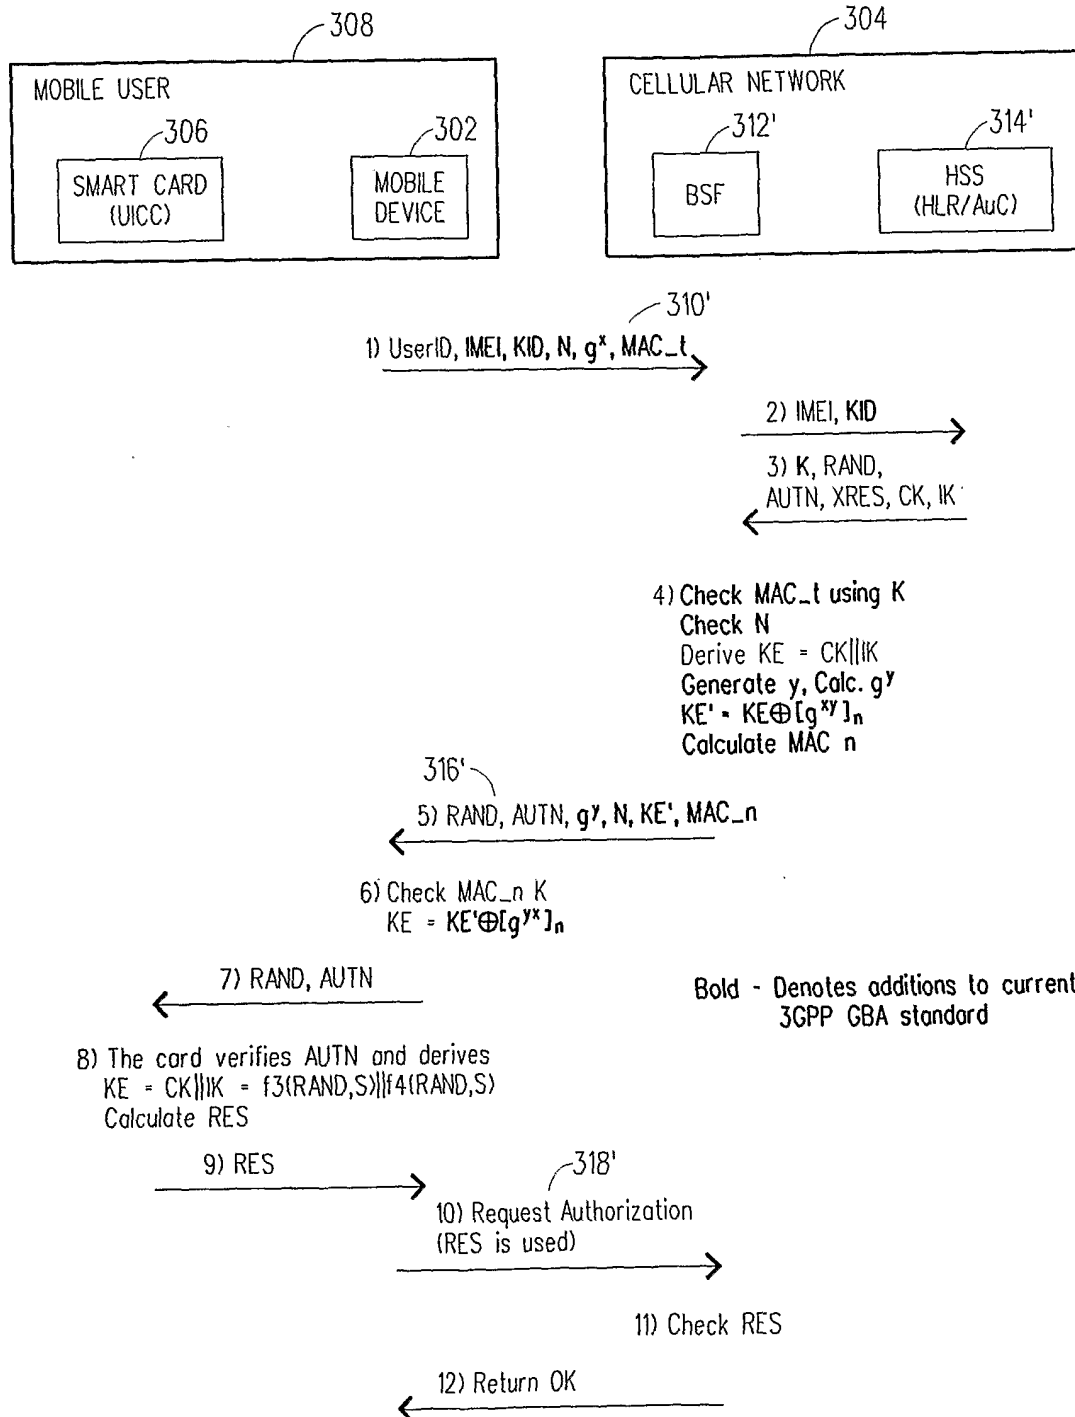 308
304
MOBILE USER
CELLULAR NETWORK
306
302
312'
314'
SMART CARD
(UICC)
MOBILE
DEVICE
BSF
HSS
(HLR/AuC)
310'
1) UserID, IMEI, KID, N, g^x, MAC_t
2) IMEI, KID
3) K, RAND,
AUTN, XRES, CK, IK
4) Check MAC_t using K
Check N
Derive KE = CK||IK
Generate y, Calc. g^y
KE' = KE⊕[g^xy]n
Calculate MAC n
316'
5) RAND, AUTN, g^y, N, KE', MAC_n
6) Check MAC_n K
KE = KE'⊕[g^yx]n
7) RAND, AUTN
Bold - Denotes additions to current
3GPP GBA standard
8) The card verifies AUTN and derives
KE = CK||IK = f3(RAND,S)||f4(RAND,S)
Calculate RES
9) RES
318'
10) Request Authorization
(RES is used)
11) Check RES
12) Return OK